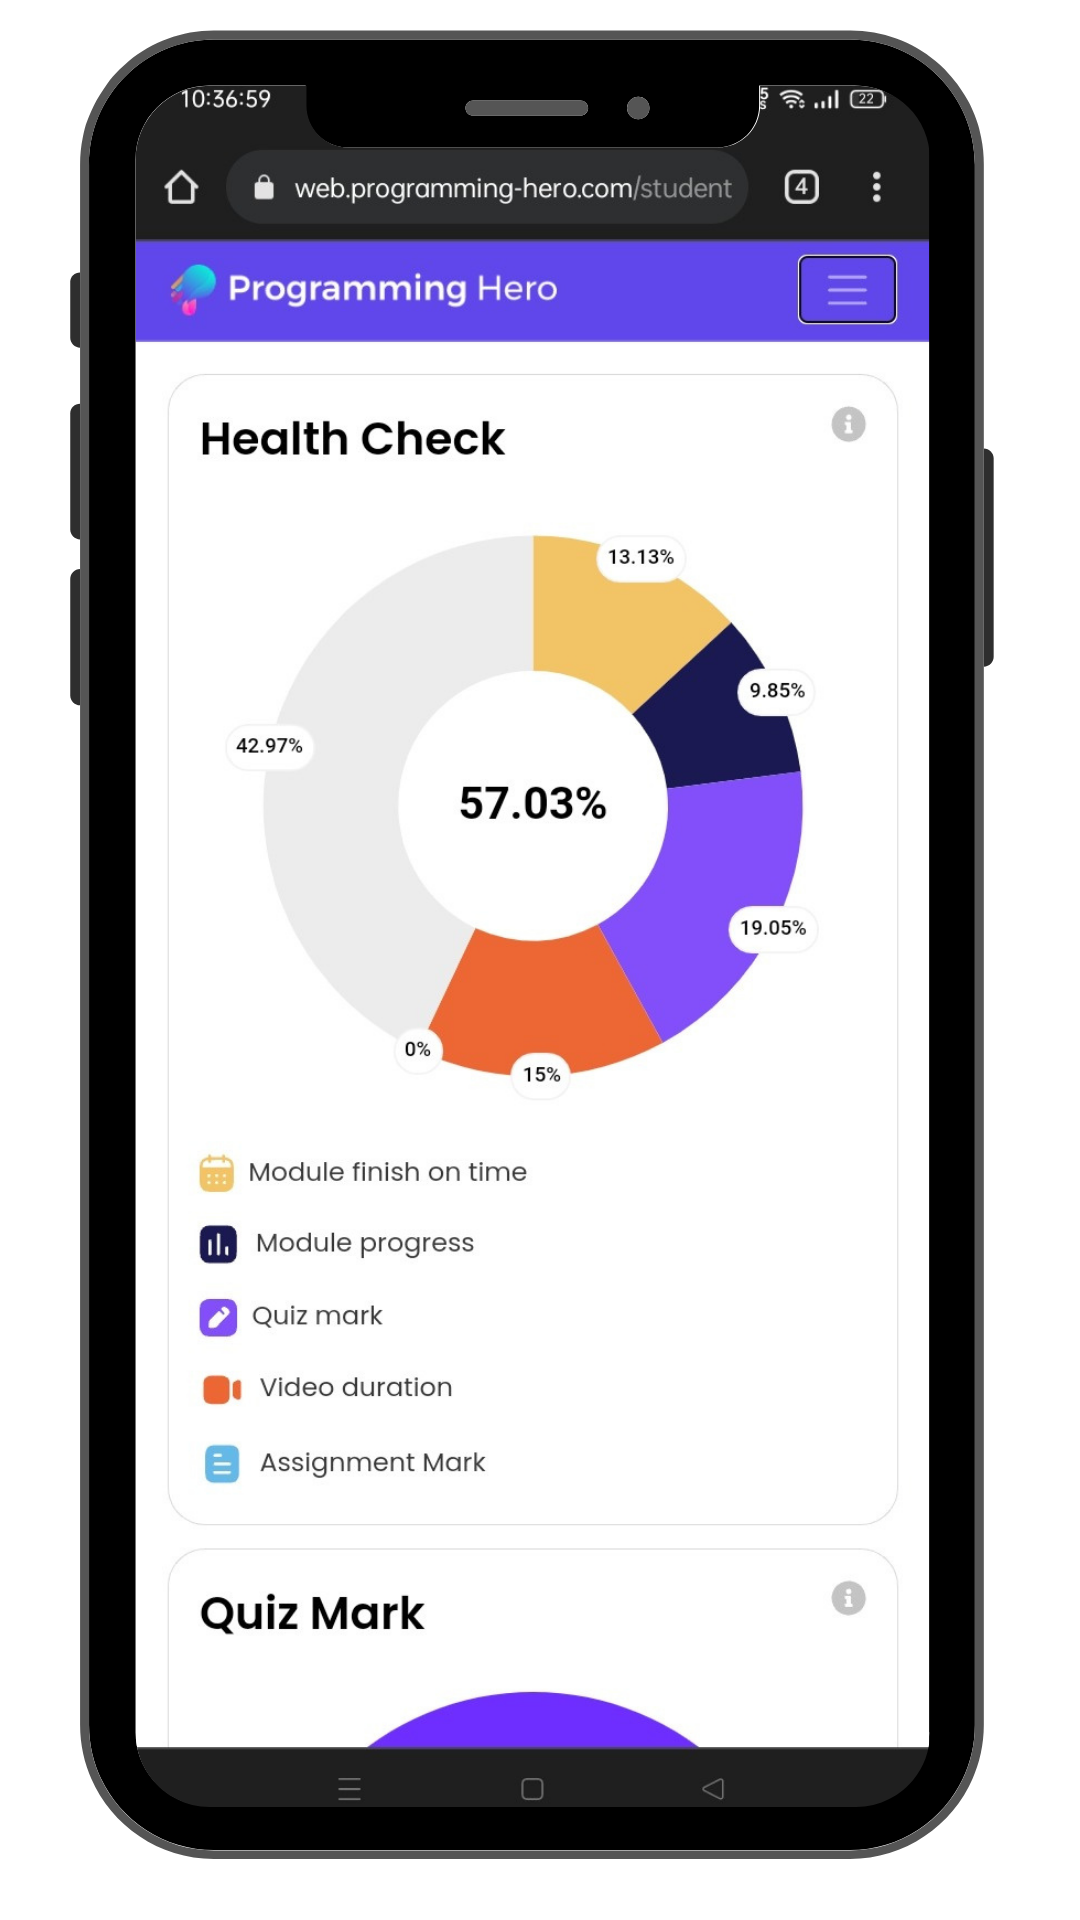 10:36:59
5
S
22
web.programming-hero.com/student
4
Programming Hero
Health Check
13.13%
9.85%
42.97%
57.03%
19.05%
0%
15%
Module finish on time
Module progress
Quiz mark
Video duration
Assignment Mark
Quiz Mark